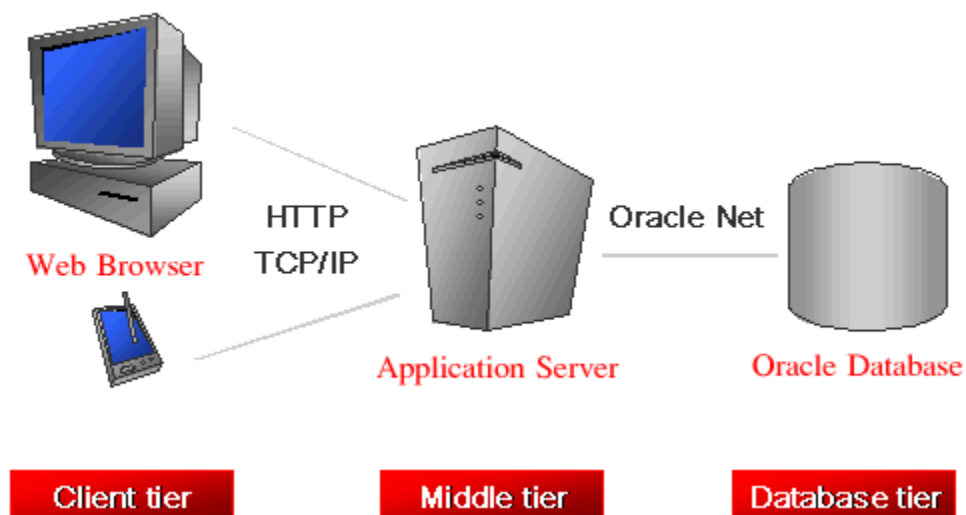 HTTP
TCP/IP
Web Browser
Oracle Net
Application Server
Oracle Database
Client tier
Middle tier
Database tier